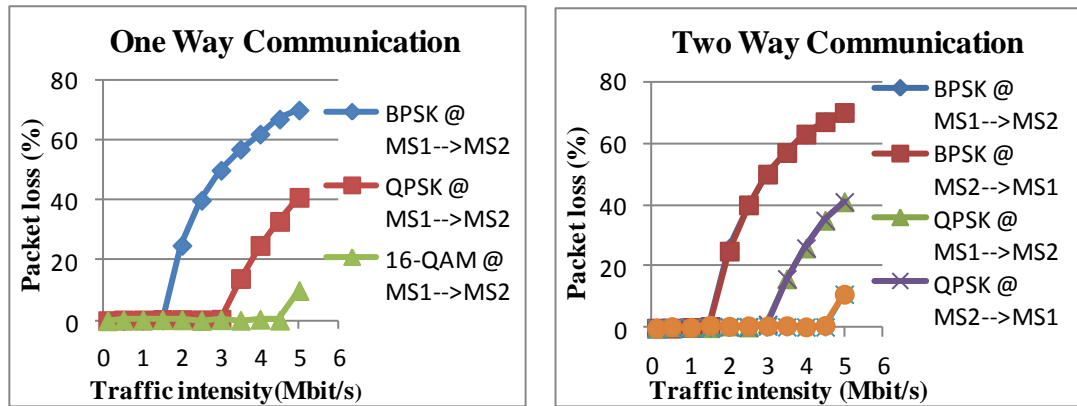 One Way Communication
Packet loss (%)
80
60
40
20
0
0 1 2 3 4 5 6
Traffic intensity(Mbit/s)
BPSK @
MS1-->MS2
QPSK @
MS1-->MS2
16-QAM @
MS1-->MS2
Two Way Communication
Packet loss (%)
80
60
40
20
0
0 1 2 3 4 5 6
Traffic intensity (Mbit/s)
BPSK @
MS1-->MS2
BPSK @
MS2-->MS1
QPSK @
MS1-->MS2
QPSK @
MS2-->MS1